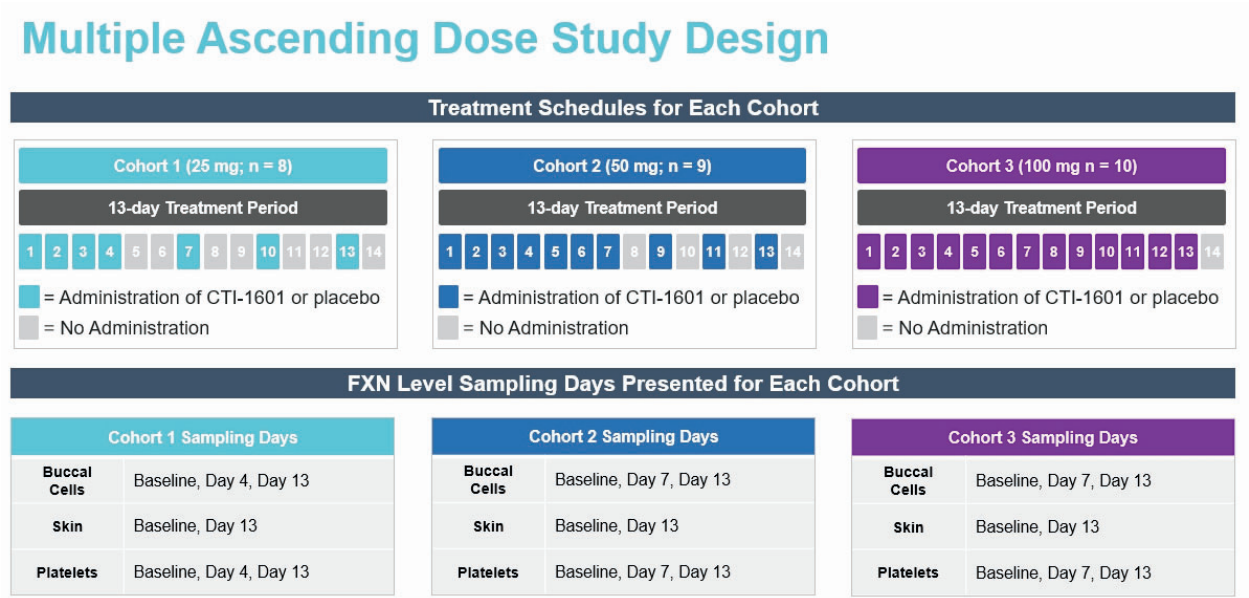 Multiple Ascending Dose Study Design
Treatment Schedules for Each Cohort
Cohort 1 (25 mg; n = 8)
13-day Treatment Period
1 2 3 4 5 6 7 8 9 10 11 12 13 14
= Administration of CTI-1601 or placebo
= No Administration
Cohort 2 (50 mg; n = 9)
13-day Treatment Period
1 2 3 4 5 6 7 8 9 10 11 12 13 14
= Administration of CTI-1601 or placebo
= No Administration
Cohort 3 (100 mg n = 10)
13-day Treatment Period
1 2 3 4 5 6 7 8 9 10 11 12 13 14
= Administration of CTI-1601 or placebo
= No Administration
FXN Level Sampling Days Presented for Each Cohort
Cohort 1 Sampling Days
Buccal
Cells
Baseline, Day 4, Day 13
Skin
Baseline, Day 13
Platelets
Baseline, Day 4, Day 13
Cohort 2 Sampling Days
Buccal
Cells
Baseline, Day 7, Day 13
Skin
Baseline, Day 13
Platelets
Baseline, Day 7, Day 13
Cohort 3 Sampling Days
Buccal
Cells
Baseline, Day 7, Day 13
Skin
Baseline, Day 13
Platelets
Baseline, Day 7, Day 13